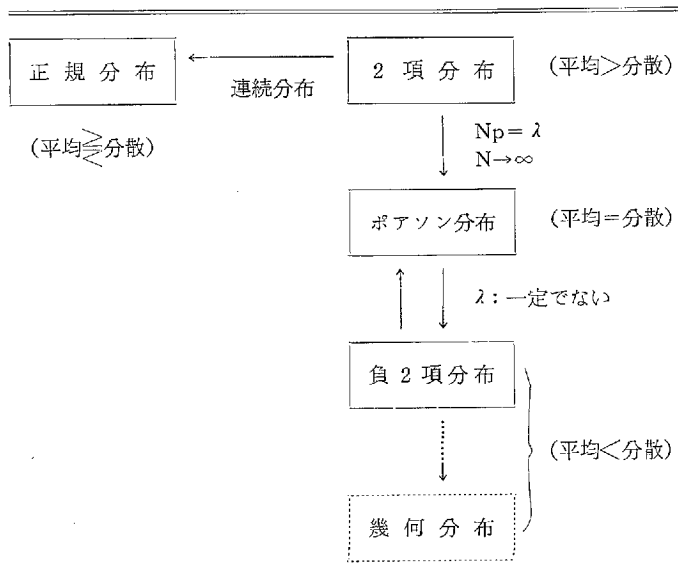 正規分布
連続分布
2項分布
(平均>分散)
(平均⋛分散)
Np=λ
N→∞
ポアソン分布
(平均=分散)
λ:一定でない
負2項分布
(平均<分散)
幾何分布